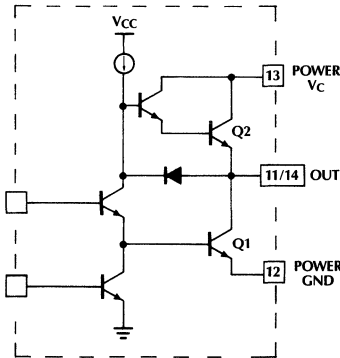 VCC
13 POWER VC
Q2
11/14 OUT
Q1
12 POWER GND